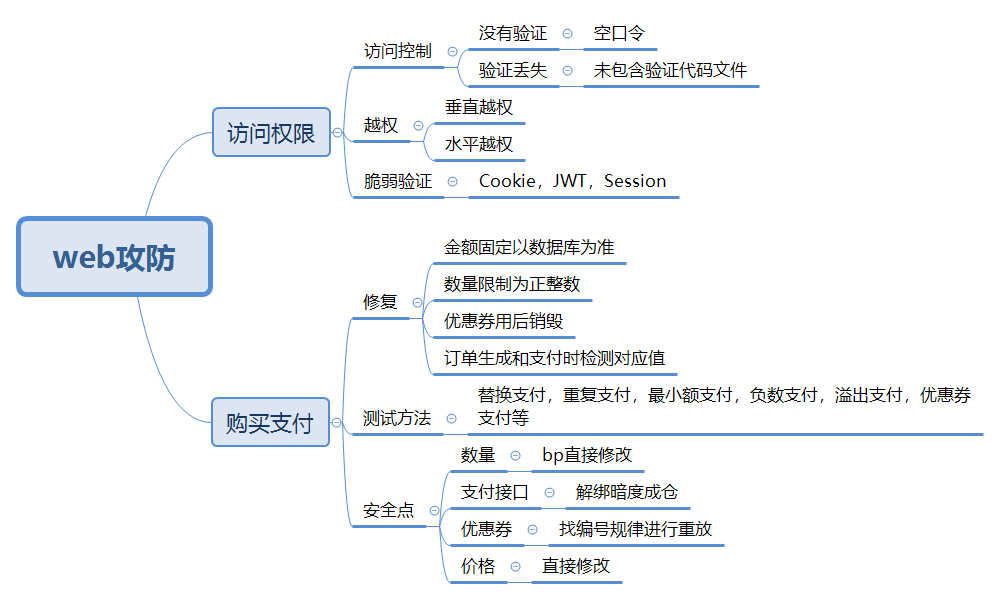 web攻防
访问权限
访问控制
没有验证
空口令
验证丢失
未包含验证代码文件
越权
垂直越权
水平越权
脆弱验证
Cookie，JWT，Session
购买支付
修复
金额固定以数据库为准
数量限制为正整数
优惠券用后销毁
订单生成和支付时检测对应值
测试方法
替换支付，重复支付，最小额支付，负数支付，溢出支付，优惠券
支付等
安全点
数量
bp直接修改
支付接口
解绑暗度成仓
优惠券
找编号规律进行重放
价格
直接修改